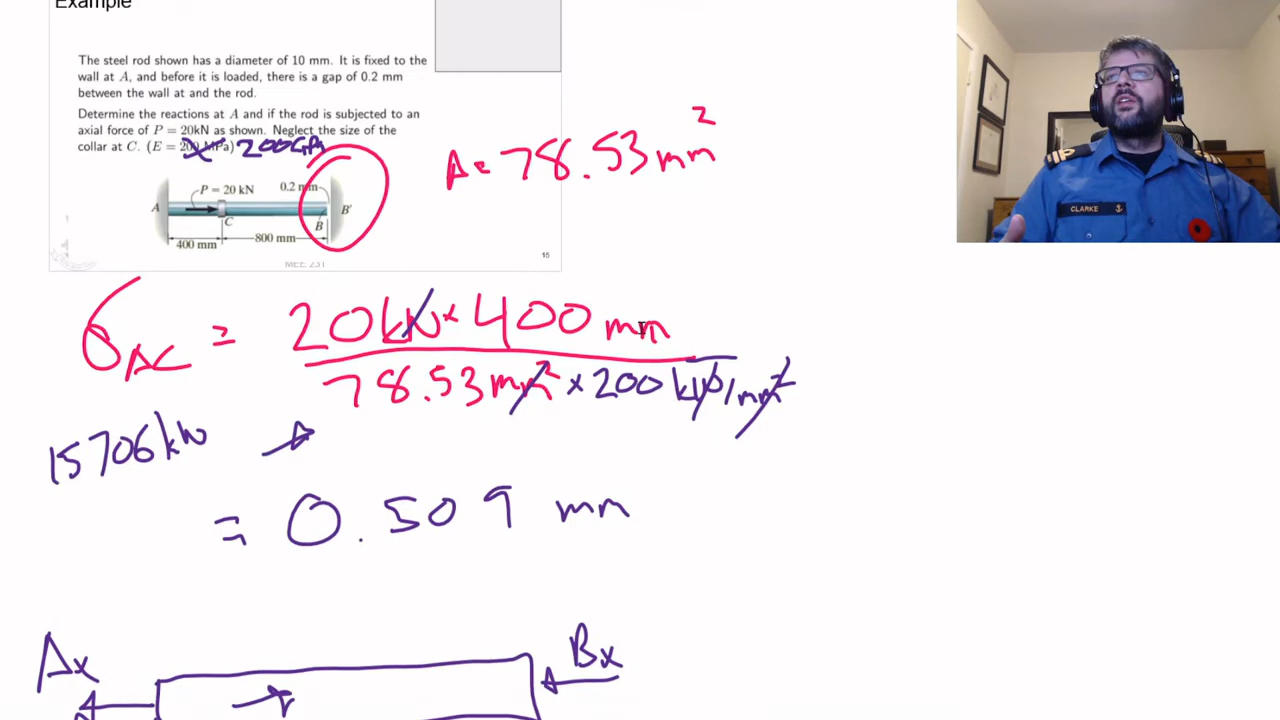 Example
The steel rod shown has a diameter of 10 mm. It is fixed to the
wall at A, and before it is loaded, there is a gap of 0.2 mm
between the wall at and the rod.
Determine the reactions at A and if the rod is subjected to an
axial force of P = 20kN as shown. Neglect the size of the
collar at C. (E = 200 MPa) 200GPa
P = 20 kN 0.2 mm
A B'
C B
400 mm 800 mm
15
A = 78.53 mm²
CLARKE
δAC = 20kN × 400 mm
78.53mm² × 200 kN/mm²
15706kN
= 0.509 mm
Ax Bx